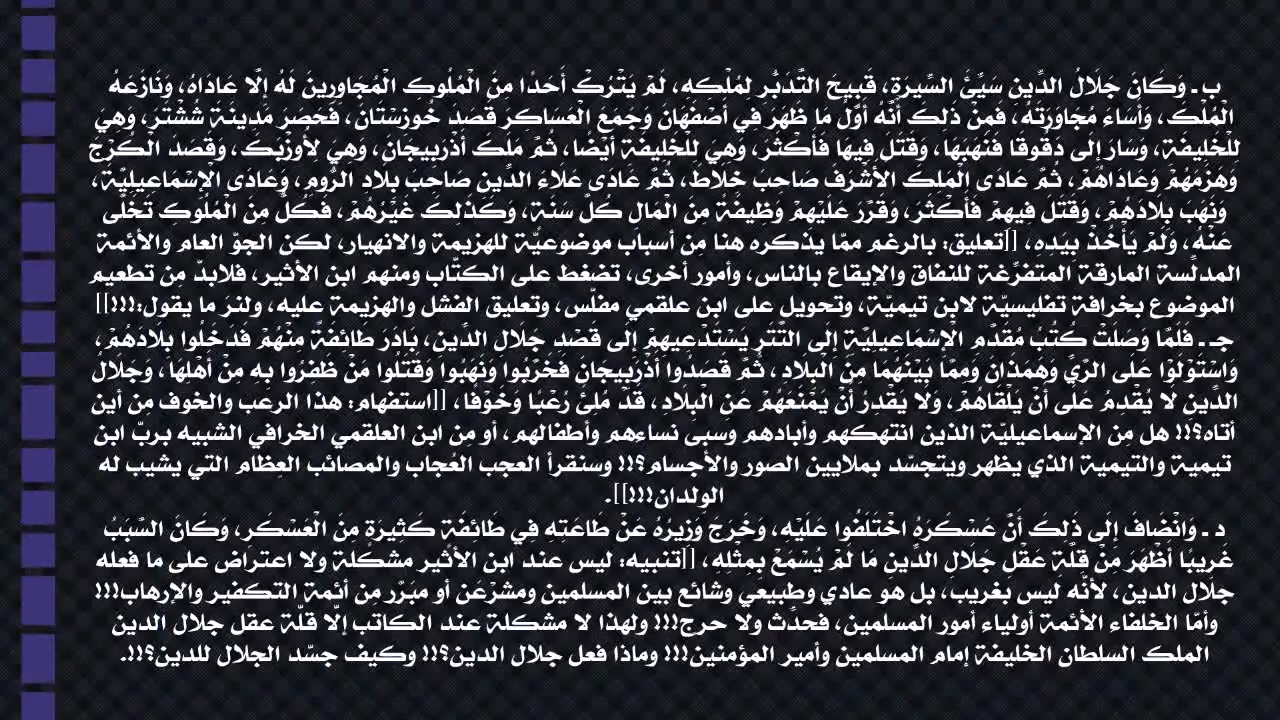 ب ـ وَكَانَ جَلَالُ الدِّينِ سَيِّئَ السِّيرَةِ، قَبِيحَ التَّدَبُّرِ لِمُلْكِهِ، لَمْ يَتْرُكْ أَحَدًا مِنَ الْمُلُوكِ الْمُجَاوِرِينَ لَهُ إِلَّا عَادَاهُ، وَنَازَعَهُ
الْمُلْكَ، وَأَسَاءَ مُجَاوَرَتَهُ، فَمِنْ ذَلِكَ أَنَّهُ أَوَّلَ مَا ظَهَرَ فِي أَصْفَهَانَ وَجَمَعَ الْعَسَاكِرَ قَصَدَ خُوزِسْتَانَ، فَحَصَرَ مَدِينَةَ شُشْتَرَ، وَهِيَ
لِلْخَلِيفَةِ، وَسَارَ إِلَى دَقُوقَا فَنَهَبَهَا، وَقَتَلَ فِيهَا فَأَكْثَرَ، وَهِيَ لِلْخَلِيفَةِ أَيْضًا، ثُمَّ مَلَكَ أَذْرَبِيجَانَ، وَهِيَ لِأُوزْبَكَ، وَقَصَدَ الْكَرَجَ
وَهَزَمَهُمْ وَعَادَاهُمْ، ثُمَّ عَادَى الْمَلِكَ الْأَشْرَفَ صَاحِبَ خِلَاطَ، ثُمَّ عَادَى عَلَاءَ الدِّينِ صَاحِبَ بِلَادِ الرُّومِ، وَعَادَى الْإِسْمَاعِيلِيَّةَ،
وَنَهَبَ بِلَادَهُمْ، وَقَتَلَ فِيهِمْ فَأَكْثَرَ، وَقَرَّرَ عَلَيْهِمْ وَظِيفَةً مِنَ الْمَالِ كُلَّ سَنَةٍ، وَكَذَلِكَ غَيْرُهُمْ، فَكُلٌّ مِنَ الْمُلُوكِ تَخَلَّى
عَنْهُ، وَلَمْ يَأْخُذْ بِيَدِهِ، [[تعليق: بالرغم ممّا يذكره هنا مِن أسباب موضوعيّة للهزيمة والانهيار، لكن الجوّ العام والأئمة
المدلِّسة المارقة المتفرِّغة للنفاق والإيقاع بالناس، وأمور أخرى، تضغط على الكتّاب ومنهم ابن الأثير، فلابدّ مِن تطعيم
الموضوع بخرافة تفليسيّة لابن تيميّة، وتحويل على ابن علقمي مفلّس، وتعليق الفشل والهزيمة عليه، ولنرَ ما يقول:!!!]]
جـ ـ فَلَمَّا وَصَلَتْ كُتُبُ مُقَدَّمِ الْإِسْمَاعِيلِيَّةِ إِلَى التَّتَرِ يَسْتَدْعِيهِمْ إِلَى قَصْدِ جَلَالِ الدِّينِ، بَادَرَ طَائِفَةٌ مِنْهُمْ فَدَخَلُوا بِلَادَهُمْ،
وَاسْتَوْلَوْا عَلَى الرَّيِّ وَهَمَذَانَ وَمَا بَيْنَهُمَا مِنَ الْبِلَادِ ، ثُمَّ قَصَدُوا أَذْرَبِيجَانَ فَخَرَّبُوا وَنَهَبُوا وَقَتَلُوا مَنْ ظَفِرُوا بِهِ مِنْ أَهْلِهَا، وَجَلَالُ
الدِّينِ لَا يُقْدِمُ عَلَى أَنْ يَلْقَاهُمْ، وَلَا يَقْدِرُ أَنْ يَمْنَعَهُمْ عَنِ الْبِلَادِ، قَدْ مُلِئَ رُعْبًا وَخَوْفًا، [[استفهام: هذا الرعب والخوف مِن أين
أتاه؟!! هل مِن الإسماعيليّة الذين انتهكهم وأبادهم وسبى نساءهم وأطفالهم، أو مِن ابن العلقمي الخرافي الشبيه بربّ ابن
تيمية والتيمية الذي يظهر ويتجسّد بملايين الصور والأجسام؟!! وسنقرأ العجب العُجاب والمصائب العِظام التي يشيب له
الولدان!!!]].
د ـ وَانْضَافَ إِلَى ذَلِكَ أَنَّ عَسْكَرَهُ اخْتَلَفُوا عَلَيْهِ، وَخَرَجَ وَزِيرُهُ عَنْ طَاعَتِهِ فِي طَائِفَةٍ كَثِيرَةٍ مِنَ الْعَسْكَرِ، وَكَانَ السَّبَبُ
غَرِيبًا أَظْهَرَ مِنْ قِلَّةِ عَقْلِ جَلَالِ الدِّينِ مَا لَمْ يُسْمَعْ بِمِثْلِهِ، [[تنبيه: ليس عند ابن الأثير مشكلة ولا اعتراض على ما فعله
جلال الدين، لأنّه ليس بغريب، بل هو عادي وطبيعي وشائع بين المسلمين ومشرْعَن أو مبَرّر مِن أئمة التكفير والإرهاب!!!
وأمّا الخلفاء الأئمة أولياء أمور المسلمين، فحدِّث ولا حرج!!! ولهذا لا مشكلة عند الكاتب إلّا قلّة عقل جلال الدين
الملك السلطان الخليفة إمام المسلمين وأمير المؤمنين!!! وماذا فعل جلال الدين؟!! وكيف جسّد الجلال للدين؟!!.